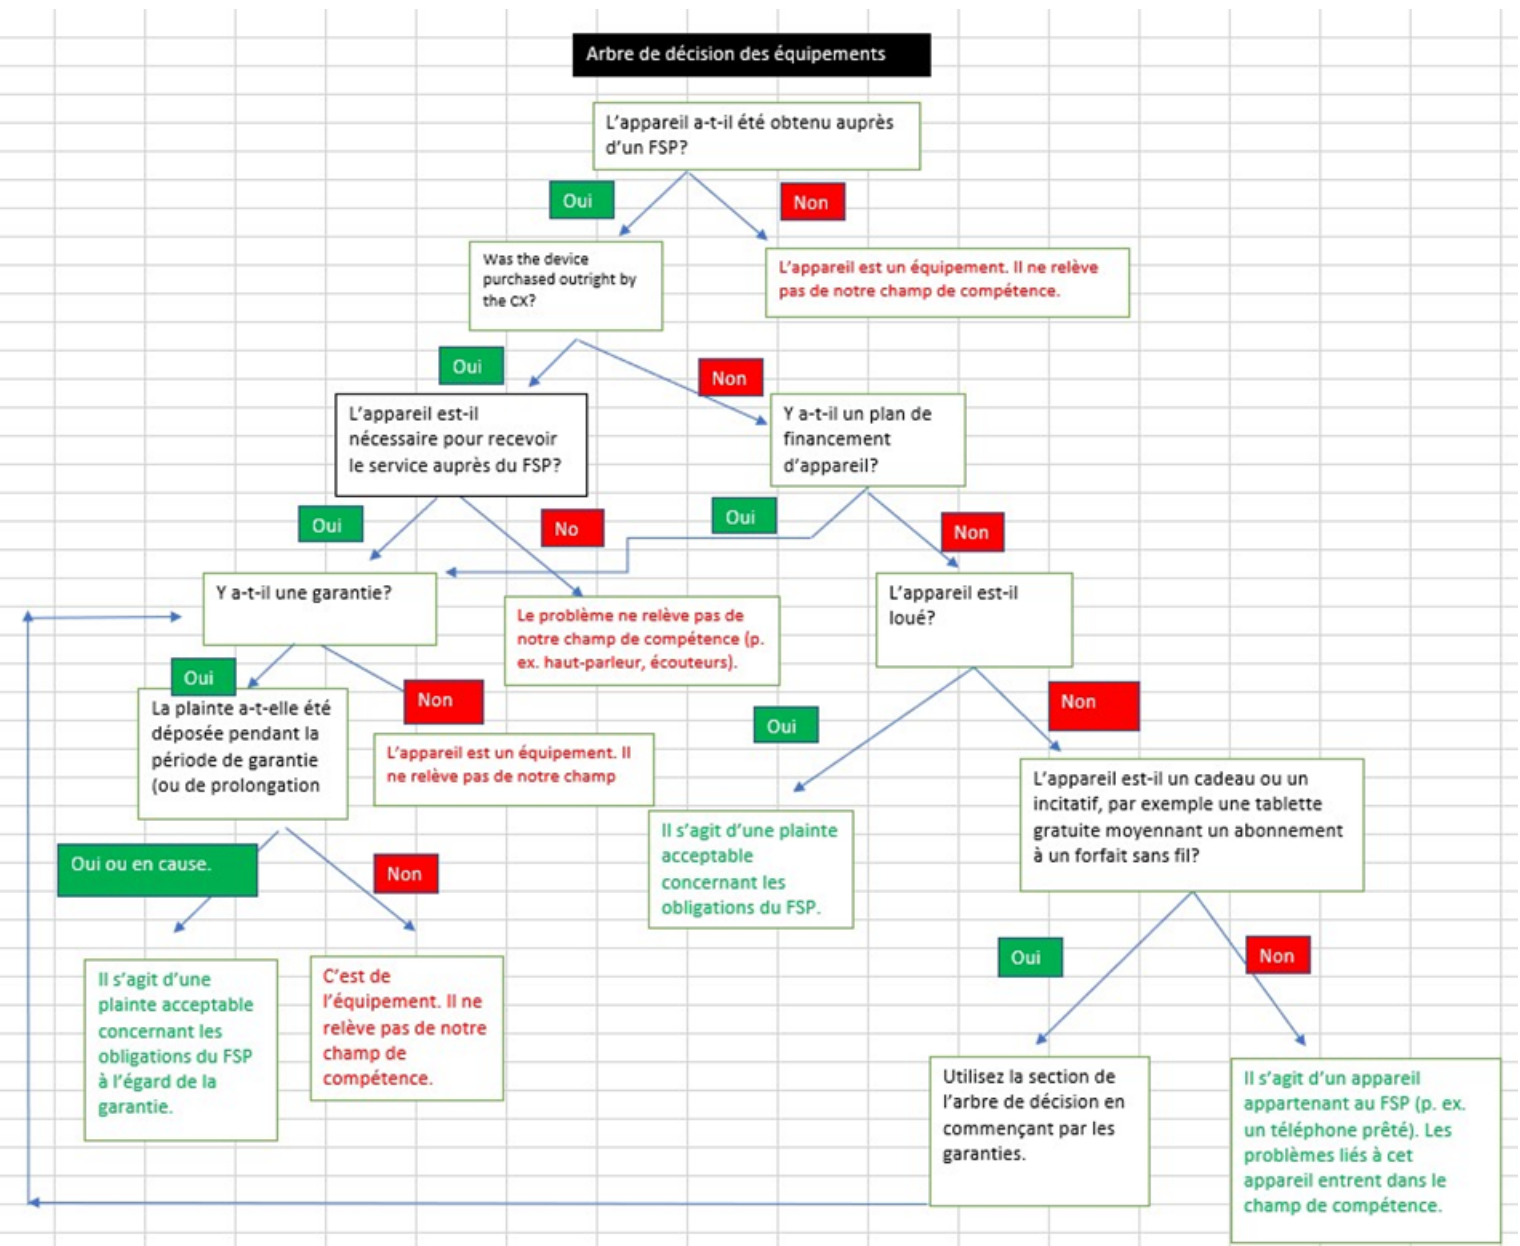 Arbre de décision des équipements
L'appareil a-t-il été obtenu auprès
d'un FSP?
Oui
Non
Was the device
purchased outright by
the CX?
L'appareil est un équipement. Il ne relève
pas de notre champ de compétence.
Oui
Non
L'appareil est-il
nécessaire pour recevoir
le service auprès du FSP?
Y a-t-il un plan de
financement
d'appareil?
Oui
No
Oui
Non
Y a-t-il une garantie?
Le problème ne relève pas de
notre champ de compétence (p.
ex. haut-parleur, écouteurs).
L'appareil est-il
loué?
Oui
Non
Oui
Non
La plainte a-t-elle été
déposée pendant la
période de garantie
(ou de prolongation
L'appareil est un équipement. Il
ne relève pas de notre champ
L'appareil est-il un cadeau ou un
incitatif, par exemple une tablette
gratuite moyennant un abonnement
à un forfait sans fil?
Il s'agit d'une plainte
acceptable
concernant les
obligations du FSP.
Oui ou en cause.
Non
Oui
Non
Il s'agit d'une
plainte acceptable
concernant les
obligations du FSP
à l'égard de la
garantie.
C'est de
l'équipement. Il ne
relève pas de notre
champ de
compétence.
Utilisez la section de
l'arbre de décision en
commençant par les
garanties.
Il s'agit d'un appareil
appartenant au FSP (p. ex.
un téléphone prêté). Les
problèmes liés à cet
appareil entrent dans le
champ de compétence.